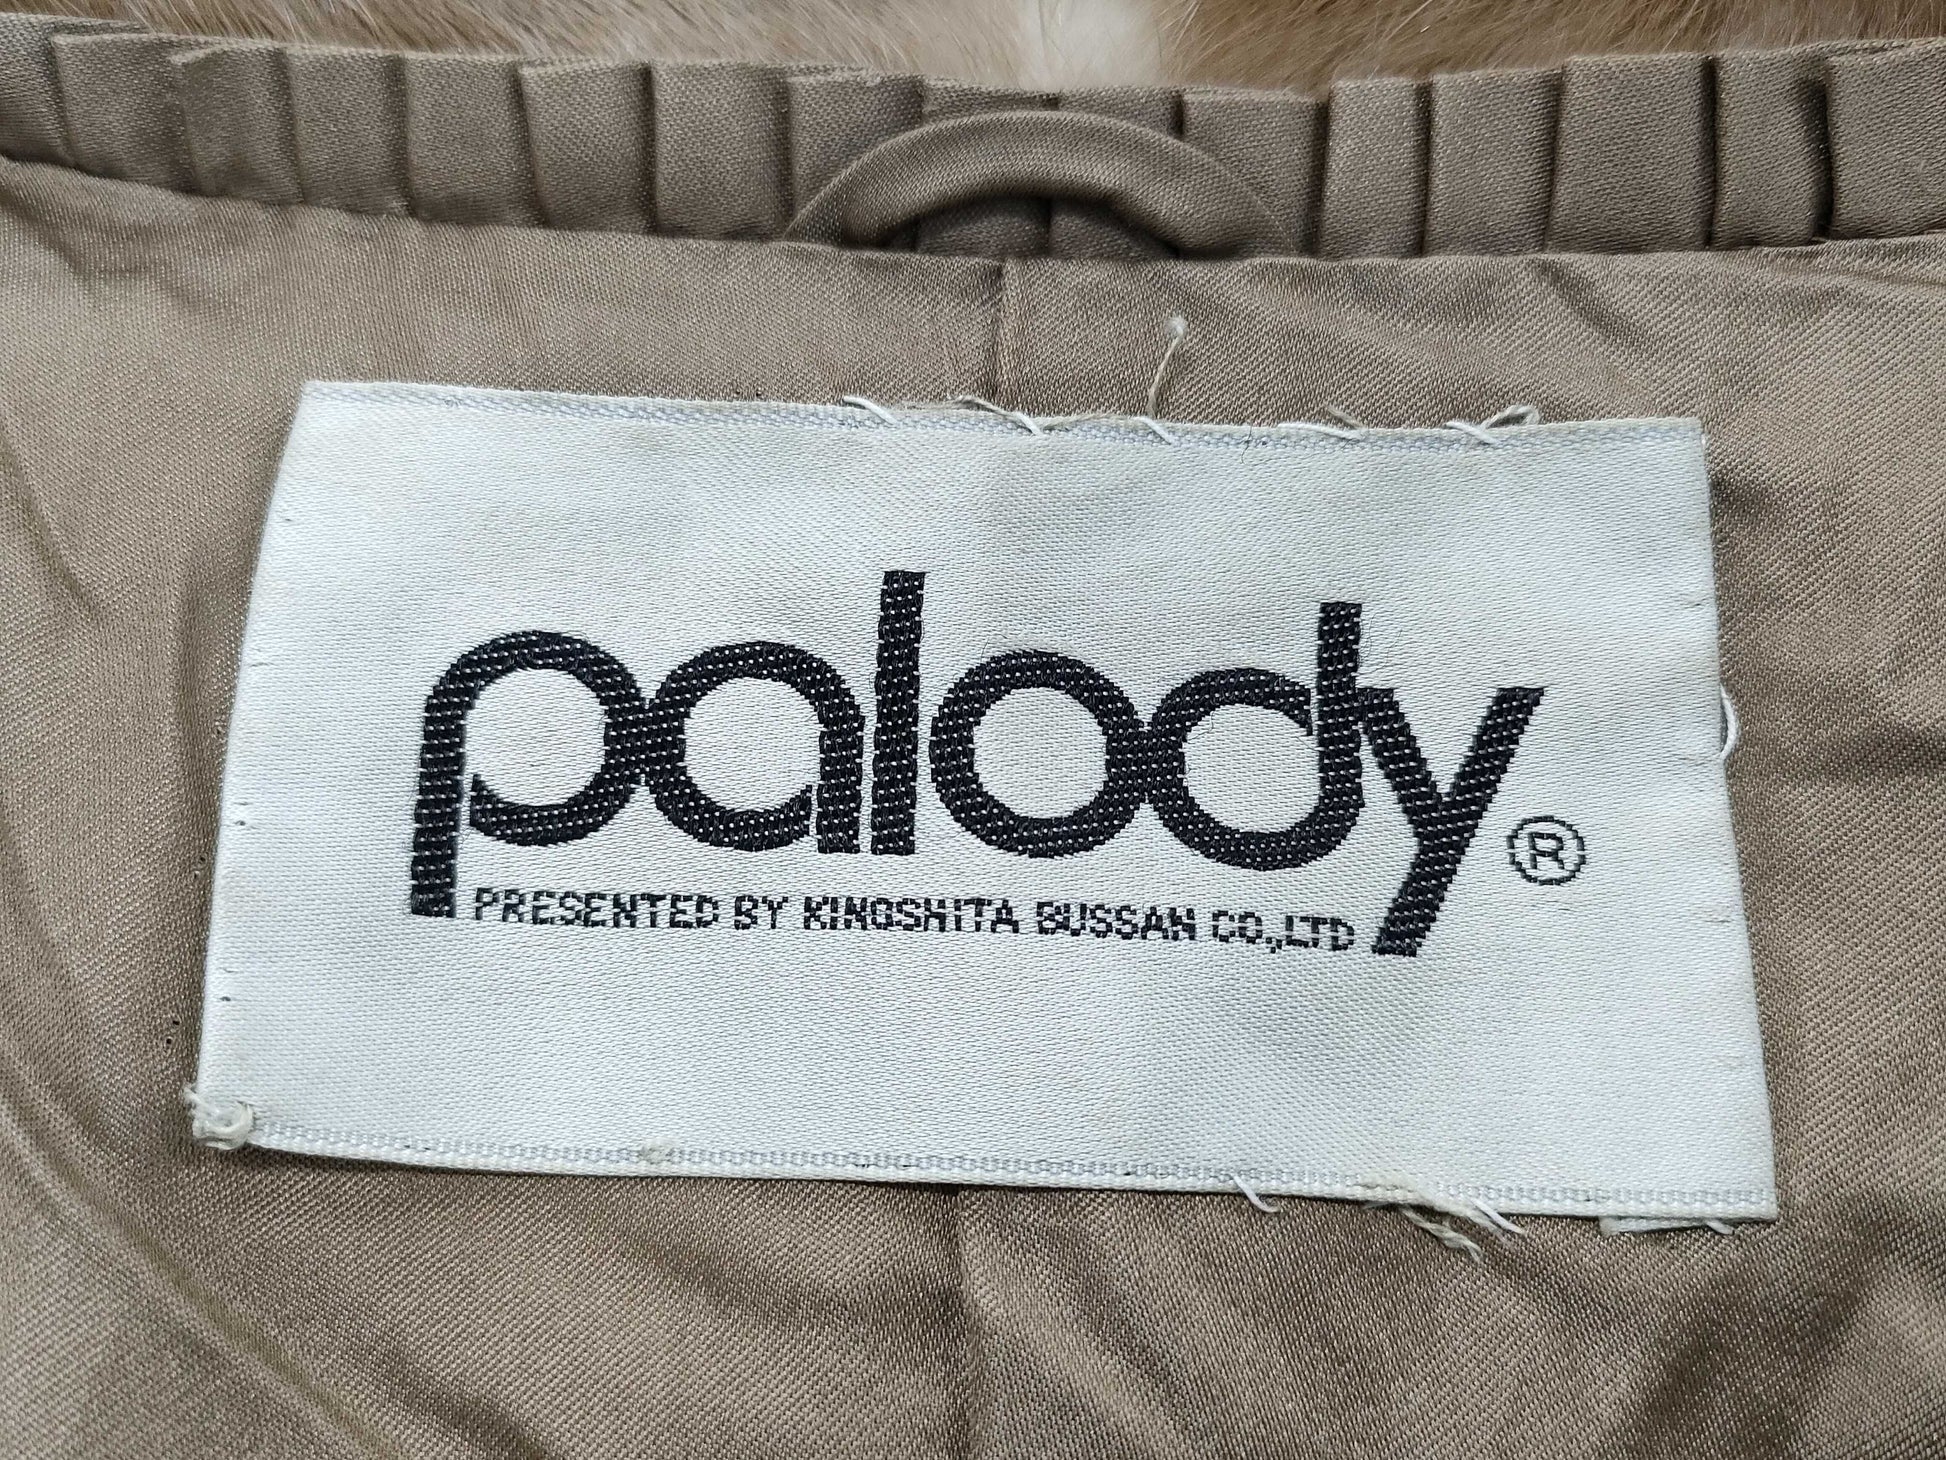 palody ®
PRESENTED BY KINOSHITA BUSSAN CO.,LTD